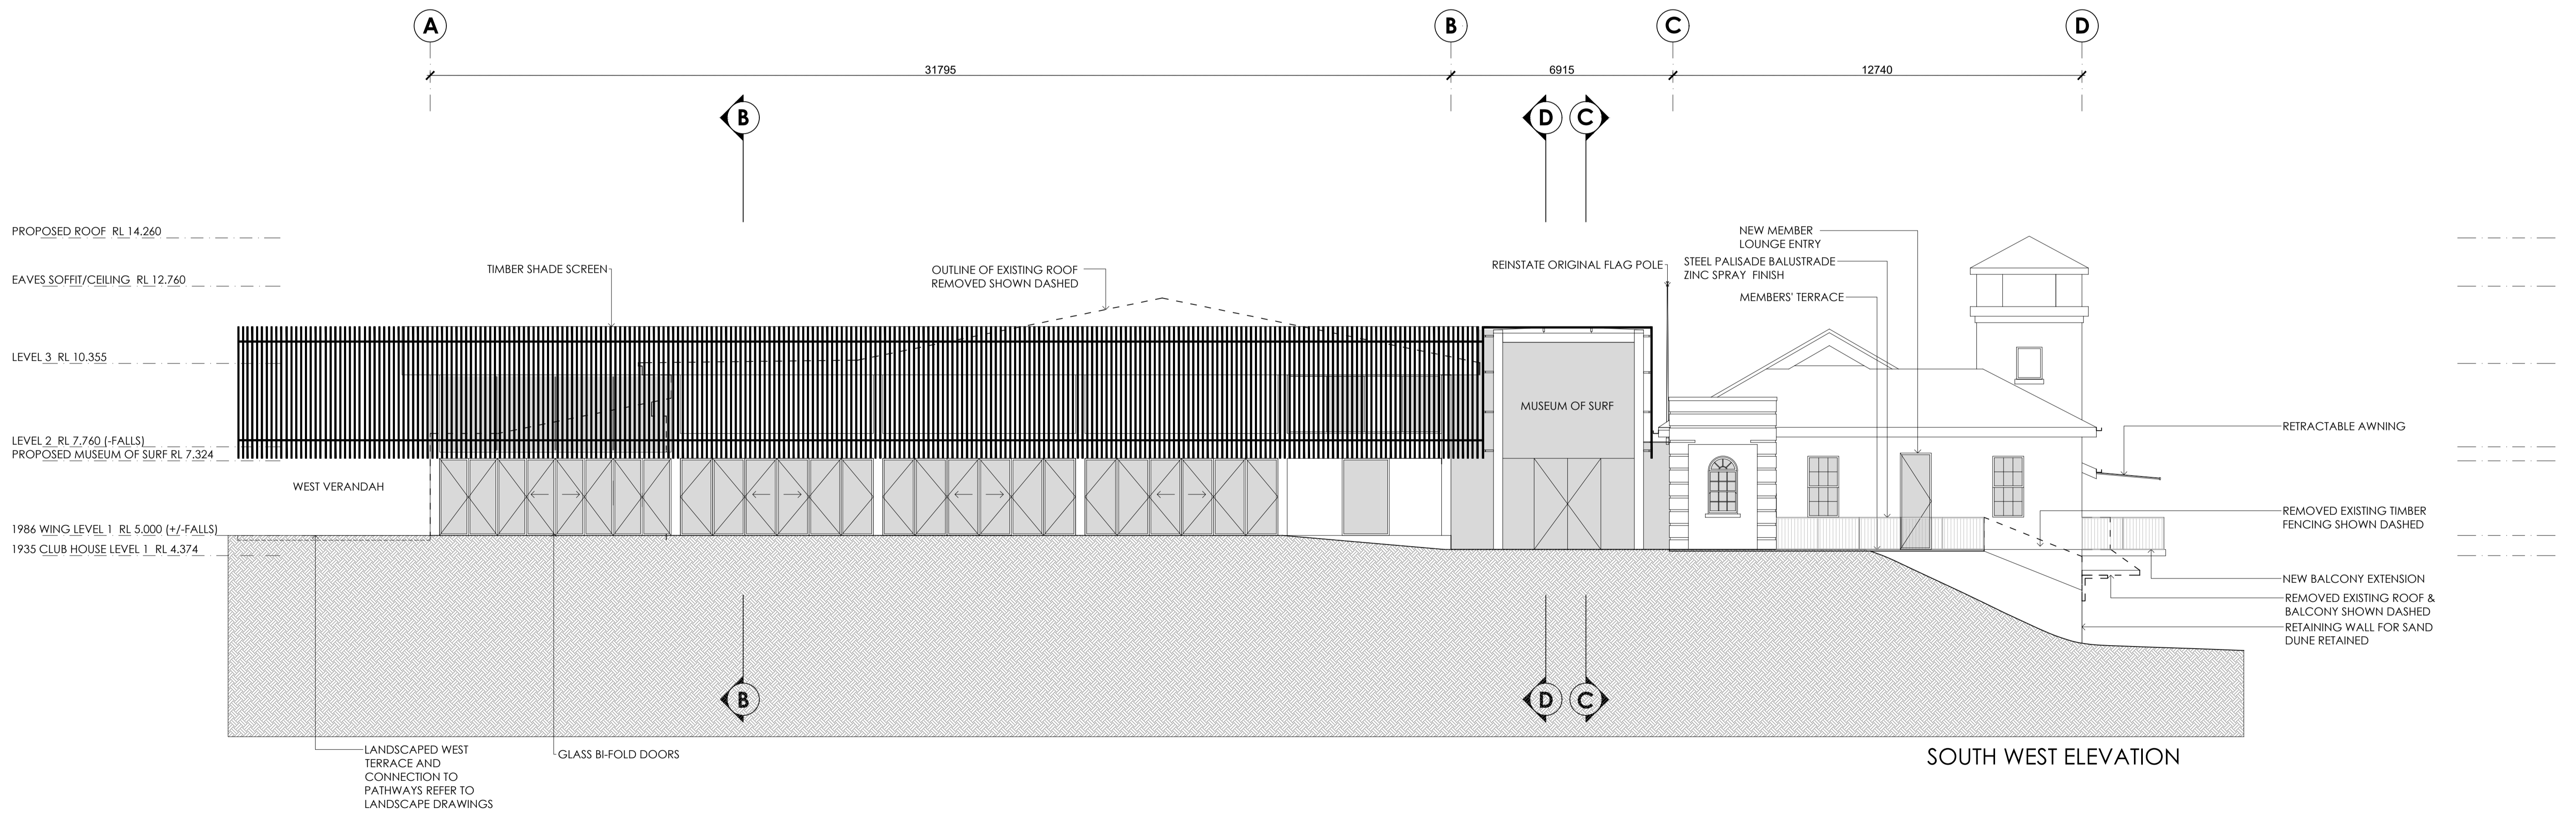 A
B
C
D
31795
6915
12740
B
D
C
PROPOSED ROOF RL 14.260
EAVES SOFFIT/CEILING RL 12.760
LEVEL 3 RL 10.355
LEVEL 2 RL 7.760 (-FALLS)
PROPOSED MUSEUM OF SURF RL 7.324
1986 WING LEVEL 1 RL 5.000 (+/-FALLS)
1935 CLUB HOUSE LEVEL 1 RL 4.374
TIMBER SHADE SCREEN
OUTLINE OF EXISTING ROOF
REMOVED SHOWN DASHED
REINSTATE ORIGINAL FLAG POLE
NEW MEMBER
LOUNGE ENTRY
STEEL PALISADE BALUSTRADE
ZINC SPRAY FINISH
MEMBERS' TERRACE
MUSEUM OF SURF
WEST VERANDAH
RETRACTABLE AWNING
REMOVED EXISTING TIMBER
FENCING SHOWN DASHED
NEW BALCONY EXTENSION
REMOVED EXISTING ROOF &
BALCONY SHOWN DASHED
RETAINING WALL FOR SAND
DUNE RETAINED
B
D
C
LANDSCAPED WEST
TERRACE AND
CONNECTION TO
PATHWAYS REFER TO
LANDSCAPE DRAWINGS
GLASS BI-FOLD DOORS
SOUTH WEST ELEVATION